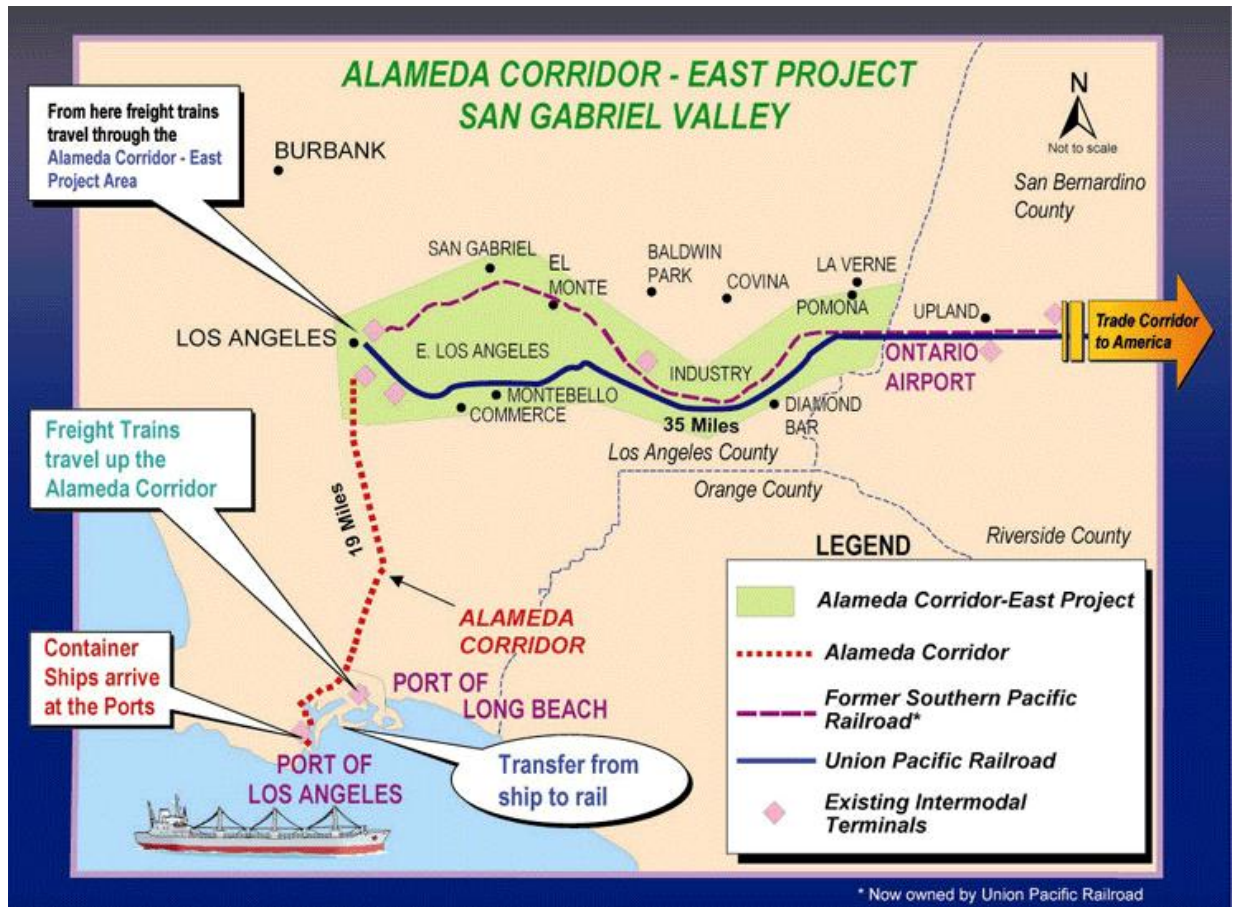 ALAMEDA CORRIDOR - EAST PROJECT
SAN GABRIEL VALLEY
From here freight trains
travel through the
Alameda Corridor - East
Project Area
BURBANK
N
Not to scale
San Bernardino
County
SAN GABRIEL
EL
MONTE
BALDWIN
PARK
COVINA
LA VERNE
POMONA
UPLAND
Trade Corridor
to America
LOS ANGELES
E. LOS ANGELES
INDUSTRY
ONTARIO
AIRPORT
MONTEBELLO
COMMERCE
DIAMOND
BAR
35 Miles
Los Angeles County
Orange County
Riverside County
Freight Trains
travel up the
Alameda Corridor
19 Miles
ALAMEDA
CORRIDOR
Container
Ships arrive
at the Ports
PORT OF
LONG BEACH
PORT OF
LOS ANGELES
Transfer from
ship to rail
LEGEND
Alameda Corridor-East Project
Alameda Corridor
Former Southern Pacific
Railroad*
Union Pacific Railroad
Existing Intermodal
Terminals
* Now owned by Union Pacific Railroad